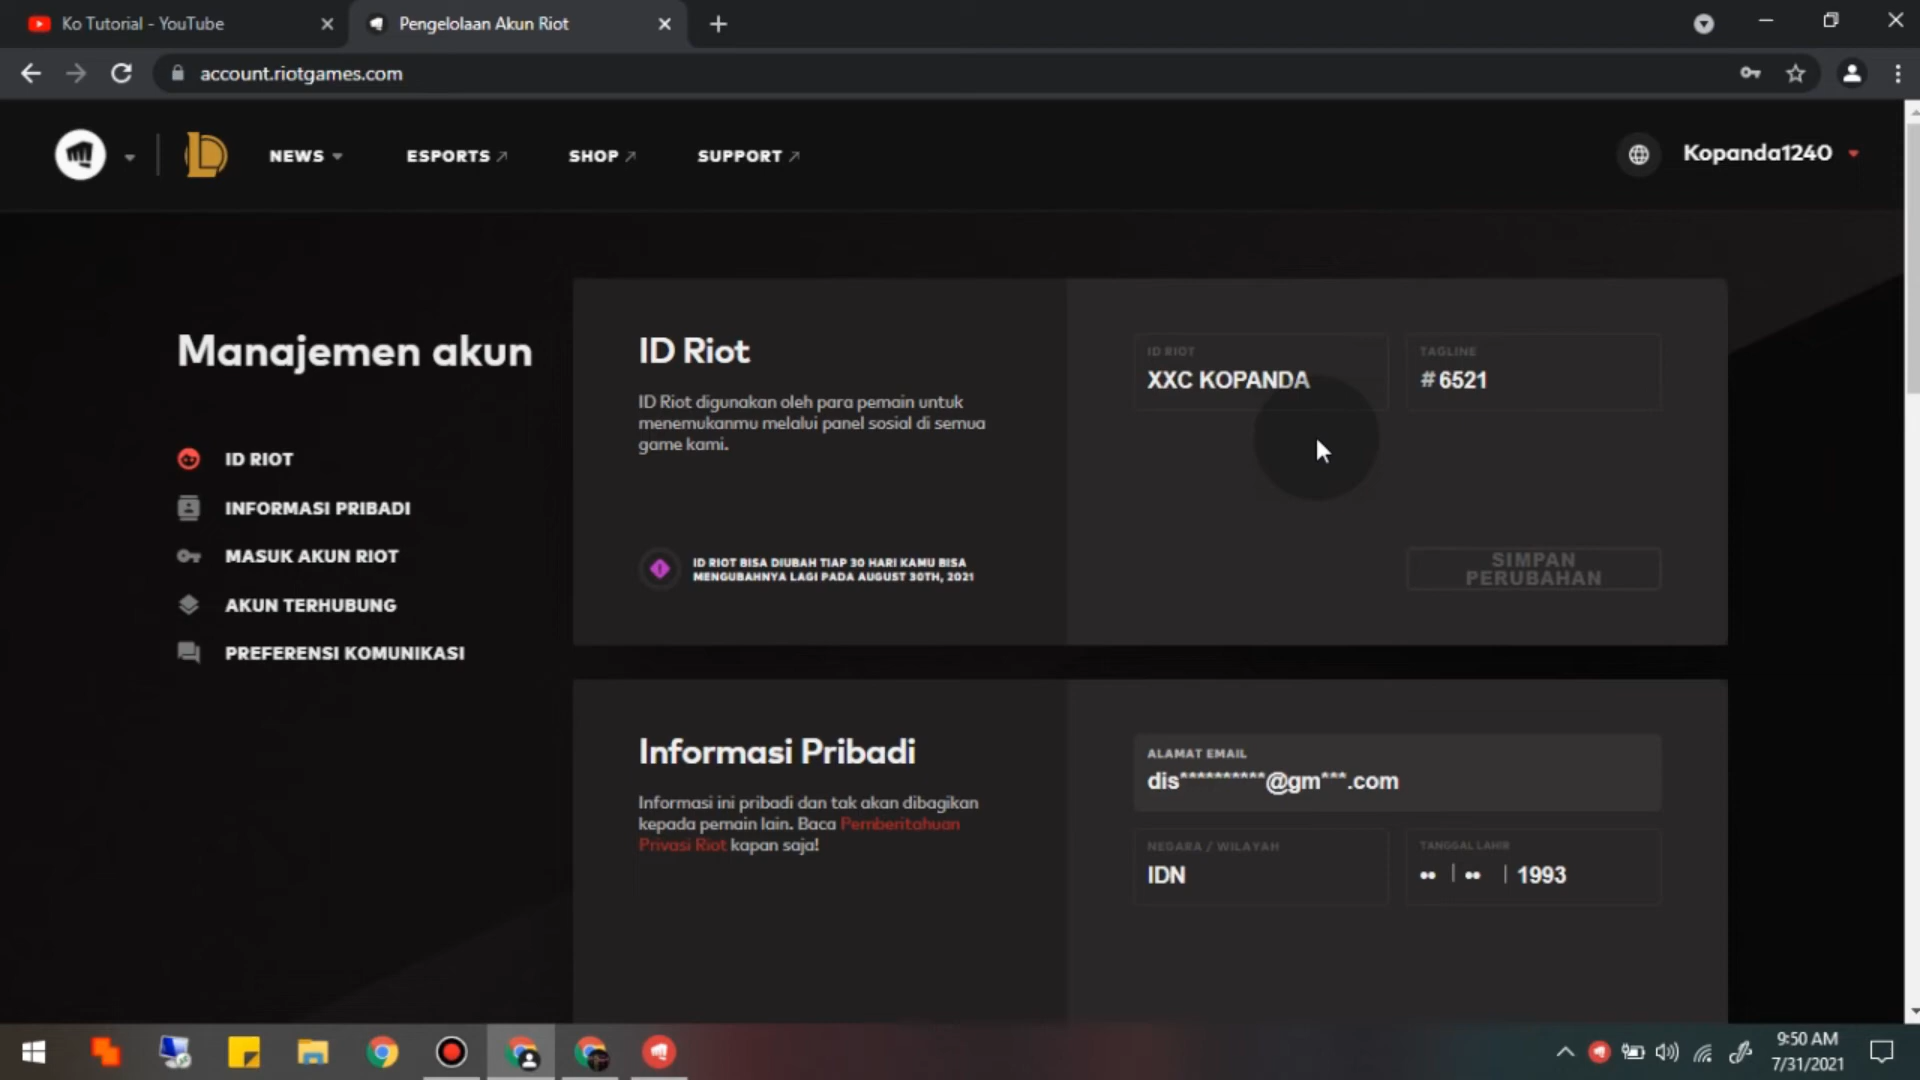 Ko Tutorial - YouTube
Pengelolaan Akun Riot
account.riotgames.com
NEWS
ESPORTS
SHOP
SUPPORT
Kopanda1240
Manajemen akun
ID RIOT
INFORMASI PRIBADI
MASUK AKUN RIOT
AKUN TERHUBUNG
PREFERENSI KOMUNIKASI
ID Riot
ID Riot digunakan oleh para pemain untuk
menemukanmu melalui panel sosial di semua
game kami.
ID RIOT BISA DIUBAH TIAP 30 HARI KAMU BISA
MENGUBAHNYA LAGI PADA AUGUST 30TH, 2021
ID RIOT
XXC KOPANDA
TAGLINE
#6521
SIMPAN
PERUBAHAN
Informasi Pribadi
Informasi ini pribadi dan tak akan dibagikan
kepada pemain lain. Baca Pemberitahuan
Privasi Riot kapan saja!
ALAMAT EMAIL
dis**********@gm***.com
NEGARA / WILAYAH
IDN
TANGGAL LAHIR
•• | •• | 1993
9:50 AM
7/31/2021